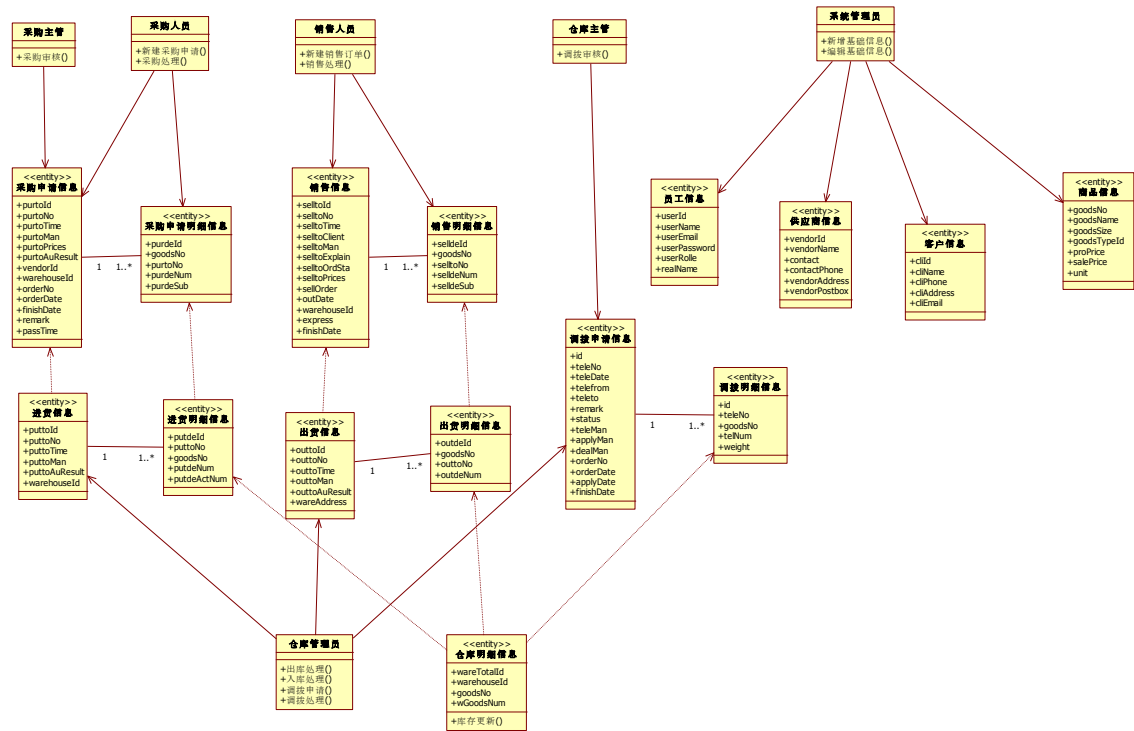 采购主管
+采购审核()
采购人员
+新建采购申请()
+采购处理()
销售人员
+新建销售订单()
+销售处理()
仓库主管
+调拨审核()
系统管理员
+新增基础信息()
+编辑基础信息()
<<entity>>
采购申请信息
+purtoId
+purtoNo
+purtoTime
+purtoMan
+purtoPrices
+purtoAuResult
+vendorId
+warehouseId
+orderNo
+orderDate
+finishDate
+remark
+passTime
1
1..*
<<entity>>
采购申请明细信息
+purdeId
+goodsNo
+purtoNo
+purdeNum
+purdeSub
<<entity>>
销售信息
+selltoId
+selltoNo
+selltoTime
+selltoClient
+selltoMan
+selltoExplain
+selltoOrdSta
+selltoPrices
+sellOrder
+outDate
+warehouseId
+express
+finishDate
1
1..*
<<entity>>
销售明细信息
+selldeId
+goodsNo
+selltoNo
+selldeNum
+selldeSub
<<entity>>
员工信息
+userId
+userName
+userEmail
+userPassword
+userRolle
+realName
<<entity>>
供应商信息
+vendorId
+vendorName
+contact
+contactPhone
+vendorAddress
+vendorPostbox
<<entity>>
客户信息
+cliId
+cliName
+cliPhone
+cliAddress
+cliEmail
<<entity>>
商品信息
+goodsNo
+goodsName
+goodsSize
+goodsTypeId
+proPrice
+salePrice
+unit
<<entity>>
进货信息
+puttoId
+puttoNo
+puttoTime
+puttoMan
+puttoAuResult
+warehouseId
1
1..*
<<entity>>
进货明细信息
+putdeId
+puttoNo
+goodsNo
+putdeNum
+putdeActNum
<<entity>>
出货信息
+outtoId
+outtoNo
+outtoTime
+outtoMan
+outtoAuResult
+wareAddress
1
1..*
<<entity>>
出货明细信息
+outdeId
+goodsNo
+outtoNo
+outdeNum
<<entity>>
调拨申请信息
+id
+teleNo
+teleDate
+telefrom
+teleto
+remark
+status
+teleMan
+applyMan
+dealMan
+orderNo
+orderDate
+applyDate
+finishDate
1
1..*
<<entity>>
调拨明细信息
+id
+teleNo
+goodsNo
+telNum
+weight
仓库管理员
+出库处理()
+入库处理()
+调拨申请()
+调拨处理()
<<entity>>
仓库明细信息
+wareTotalId
+warehouseId
+goodsNo
+wGoodsNum
+库存更新()